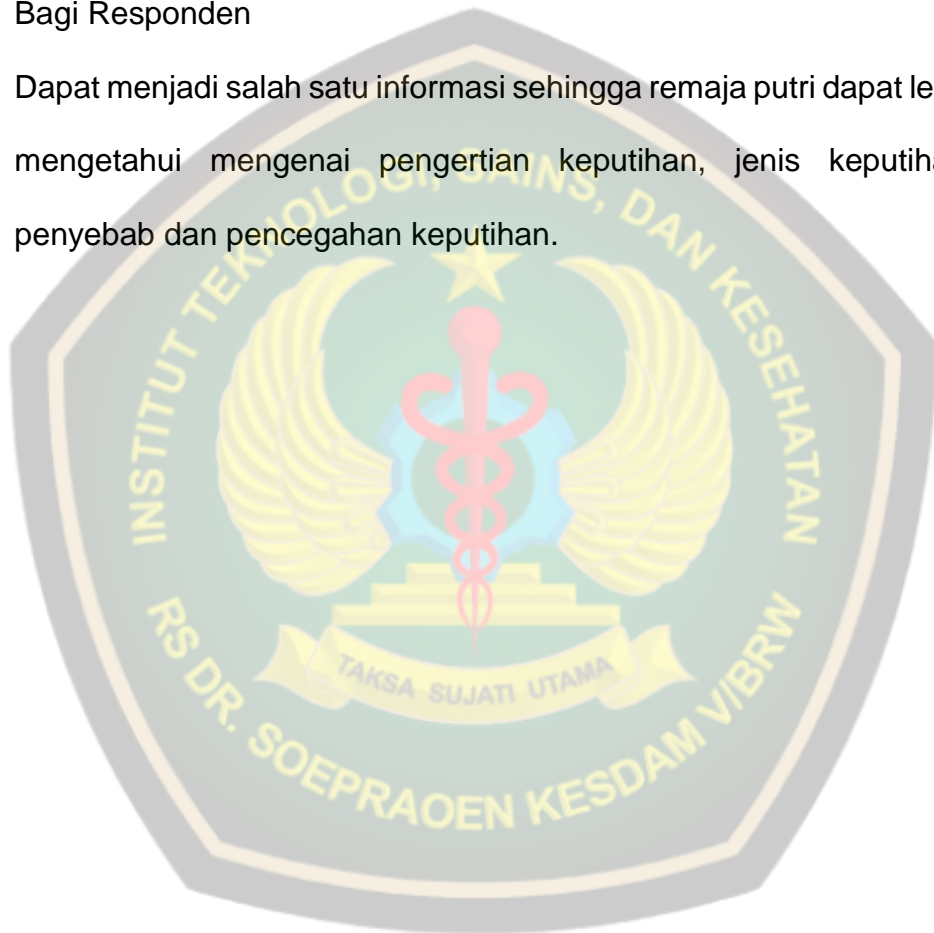 Bagi Responden
Dapat menjadi salah satu informasi sehingga remaja putri dapat
mengetahui mengenai pengertian keputihan, jenis
penyebab dan pencegahan keputihan.
INSTITUT TEKNOLOGI, SAINS, DAN KESEHATAN
TAKSA SUJATI UTAMA
RS DR. SOEPRAOEN KESDAM V/BRW